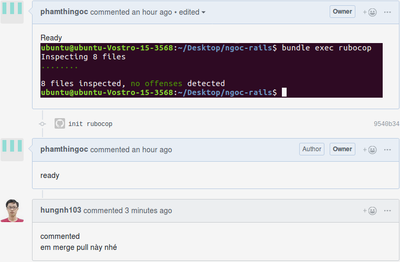 phamthingoc commented an hour ago • edited
Owner
Ready
ubuntu@ubuntu-Vostro-15-3568:~/Desktop/ngoc-rails$ bundle exec rubocop
Inspecting 8 files
........
8 files inspected, no offenses detected
ubuntu@ubuntu-Vostro-15-3568:~/Desktop/ngoc-rails$
init rubocop
9540b34
phamthingoc commented an hour ago
Author
Owner
ready
hungnh103 commented 3 minutes ago
commented
em merge pull này nhé